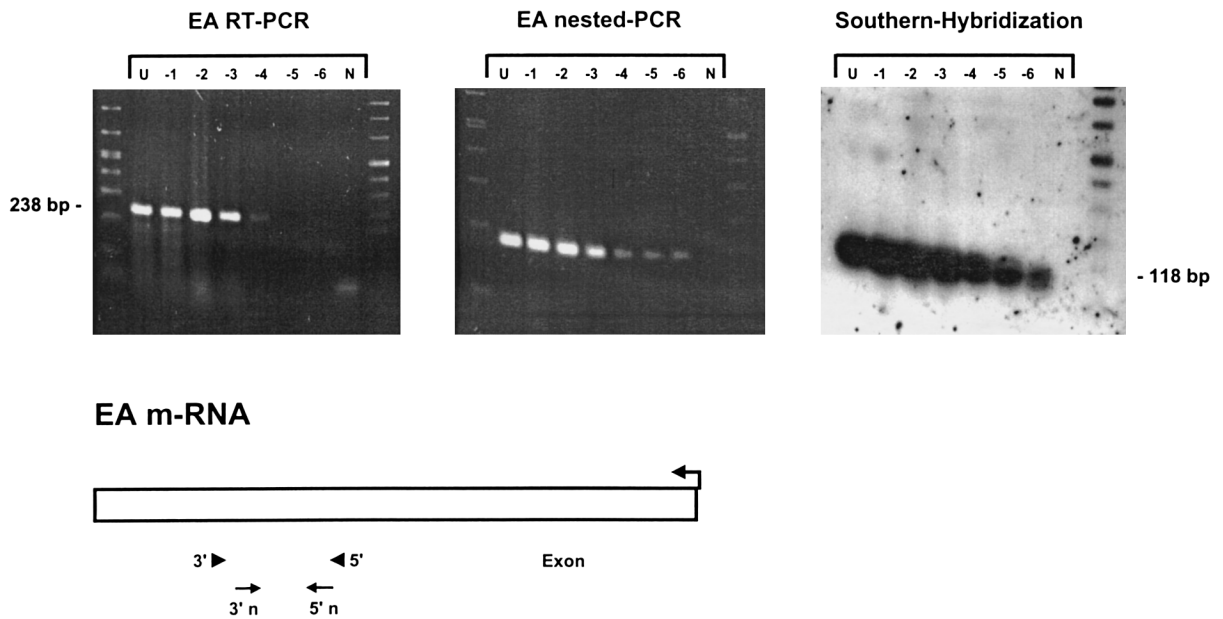 EA RT-PCR
EA nested-PCR
Southern-Hybridization
U -1 -2 -3 -4 -5 -6 N
U -1 -2 -3 -4 -5 -6 N
U -1 -2 -3 -4 -5 -6 N
238 bp -
- 118 bp
EA m-RNA
3' 5' Exon
3' n 5' n